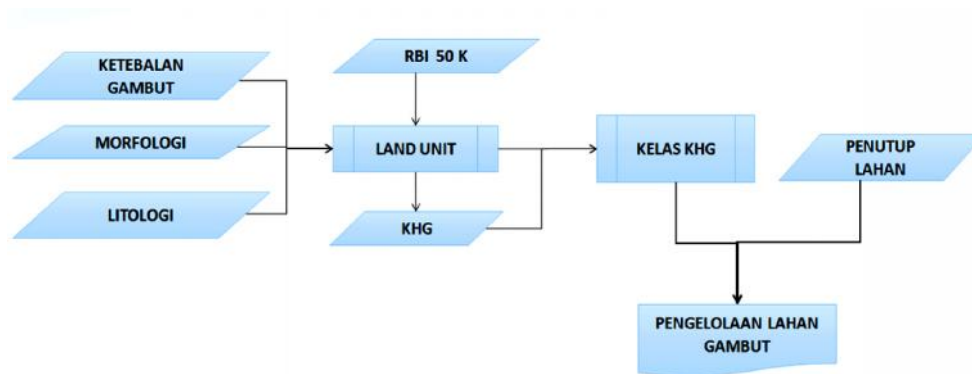 KETEBALAN
GAMBUT
RBI 50 K
MORFOLOGI
LAND UNIT
KELAS KHG
PENUTUP
LAHAN
LITOLOGI
KHG
PENGELOLAAN LAHAN
GAMBUT